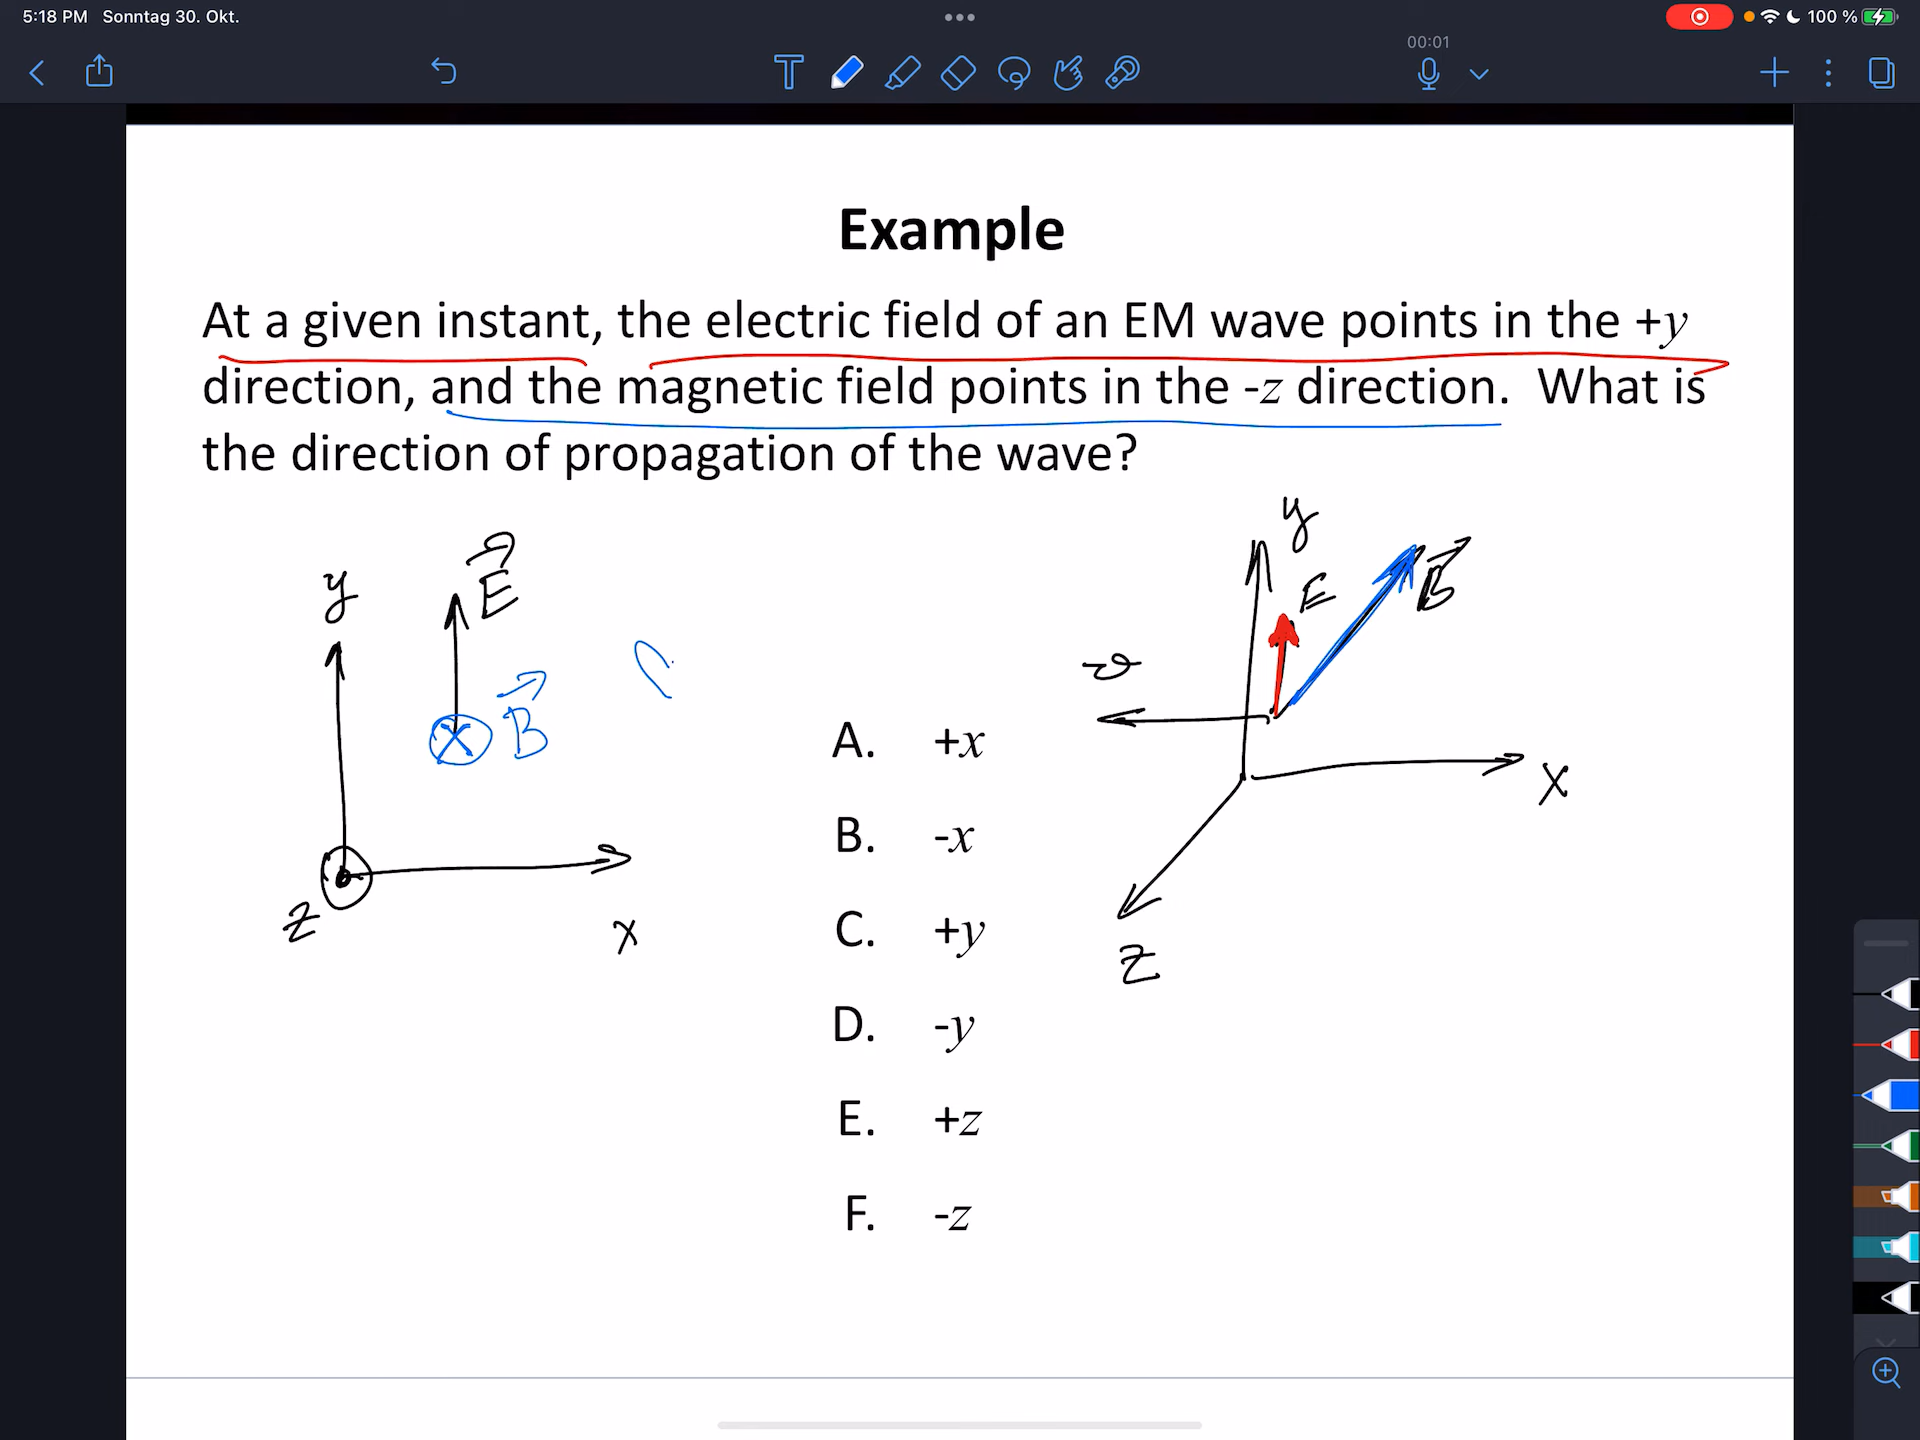 5:18 PM Sonntag 30. Okt.
100 %
00:01
T
Example
At a given instant, the electric field of an EM wave points in the +y
direction, and the magnetic field points in the -z direction. What is
the direction of propagation of the wave?
y
E
B
z
x
A. +x
B. -x
C. +y
D. -y
E. +z
F. -z
y
E
B
v
x
z